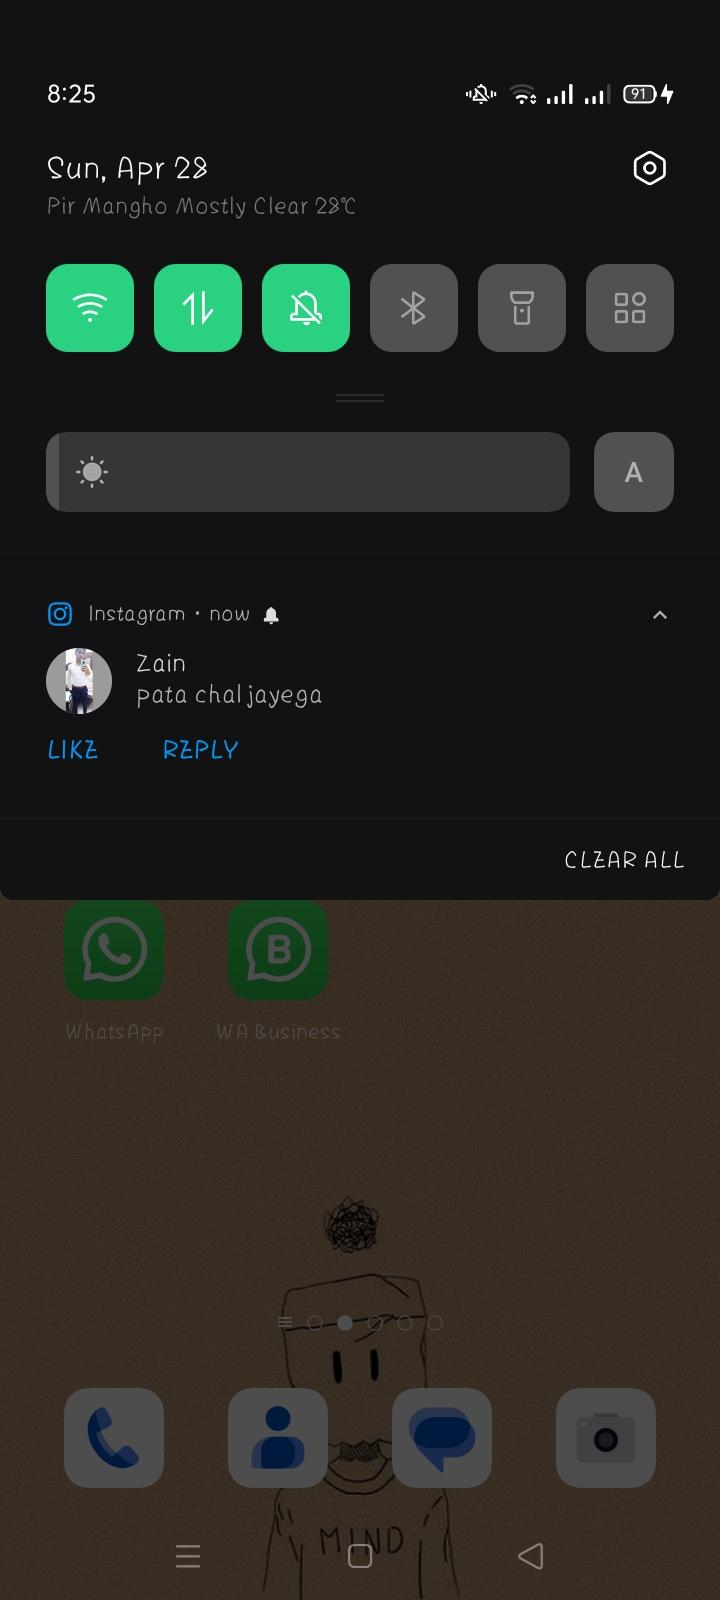 8:25
91
Sun, Apr 28
Pir Mangho Mostly Clear 28°C
A
Instagram • now
Zain
pata chal jayega
LIKE REPLY
CLEAR ALL
B
WhatsApp WA Business
MIND